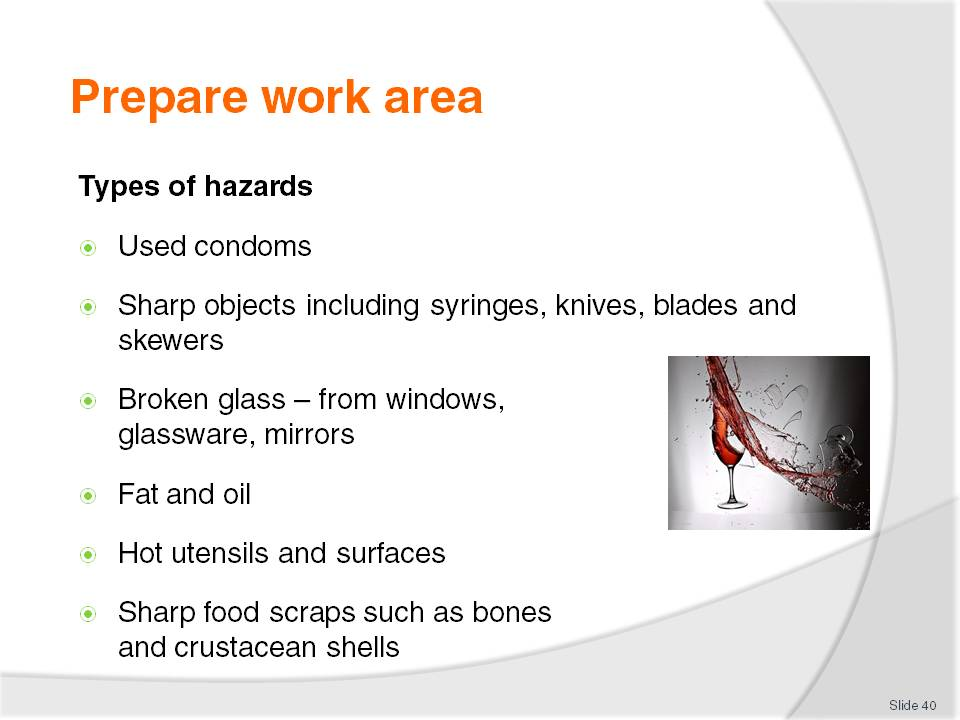 Prepare work area
Types of hazards
Used condoms
Sharp objects including syringes, knives, blades and
skewers
Broken glass – from windows,
glassware, mirrors
Fat and oil
Hot utensils and surfaces
Sharp food scraps such as bones
and crustacean shells
Slide 40